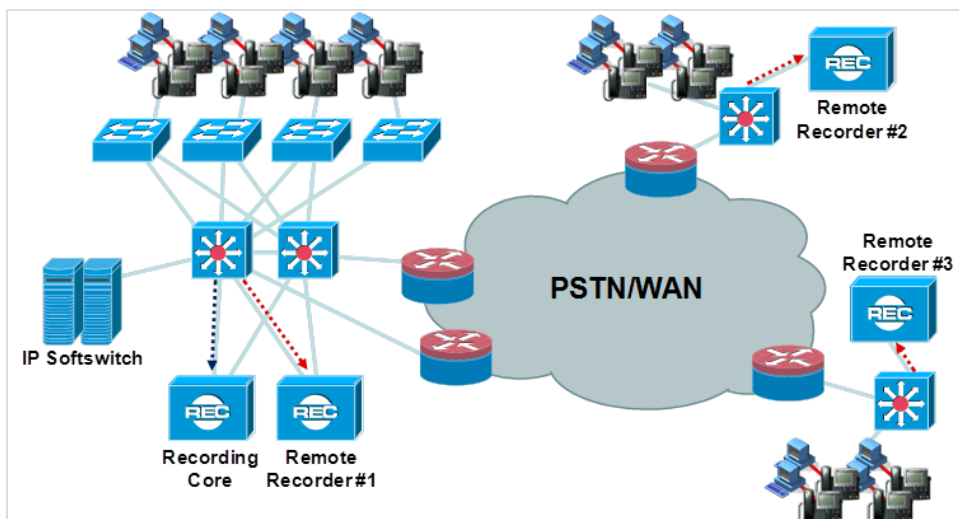 REC
Remote
Recorder #2
Remote
Recorder #3
REC
PSTN/WAN
IP Softswitch
REC
REC
Recording
Core
Remote
Recorder #1